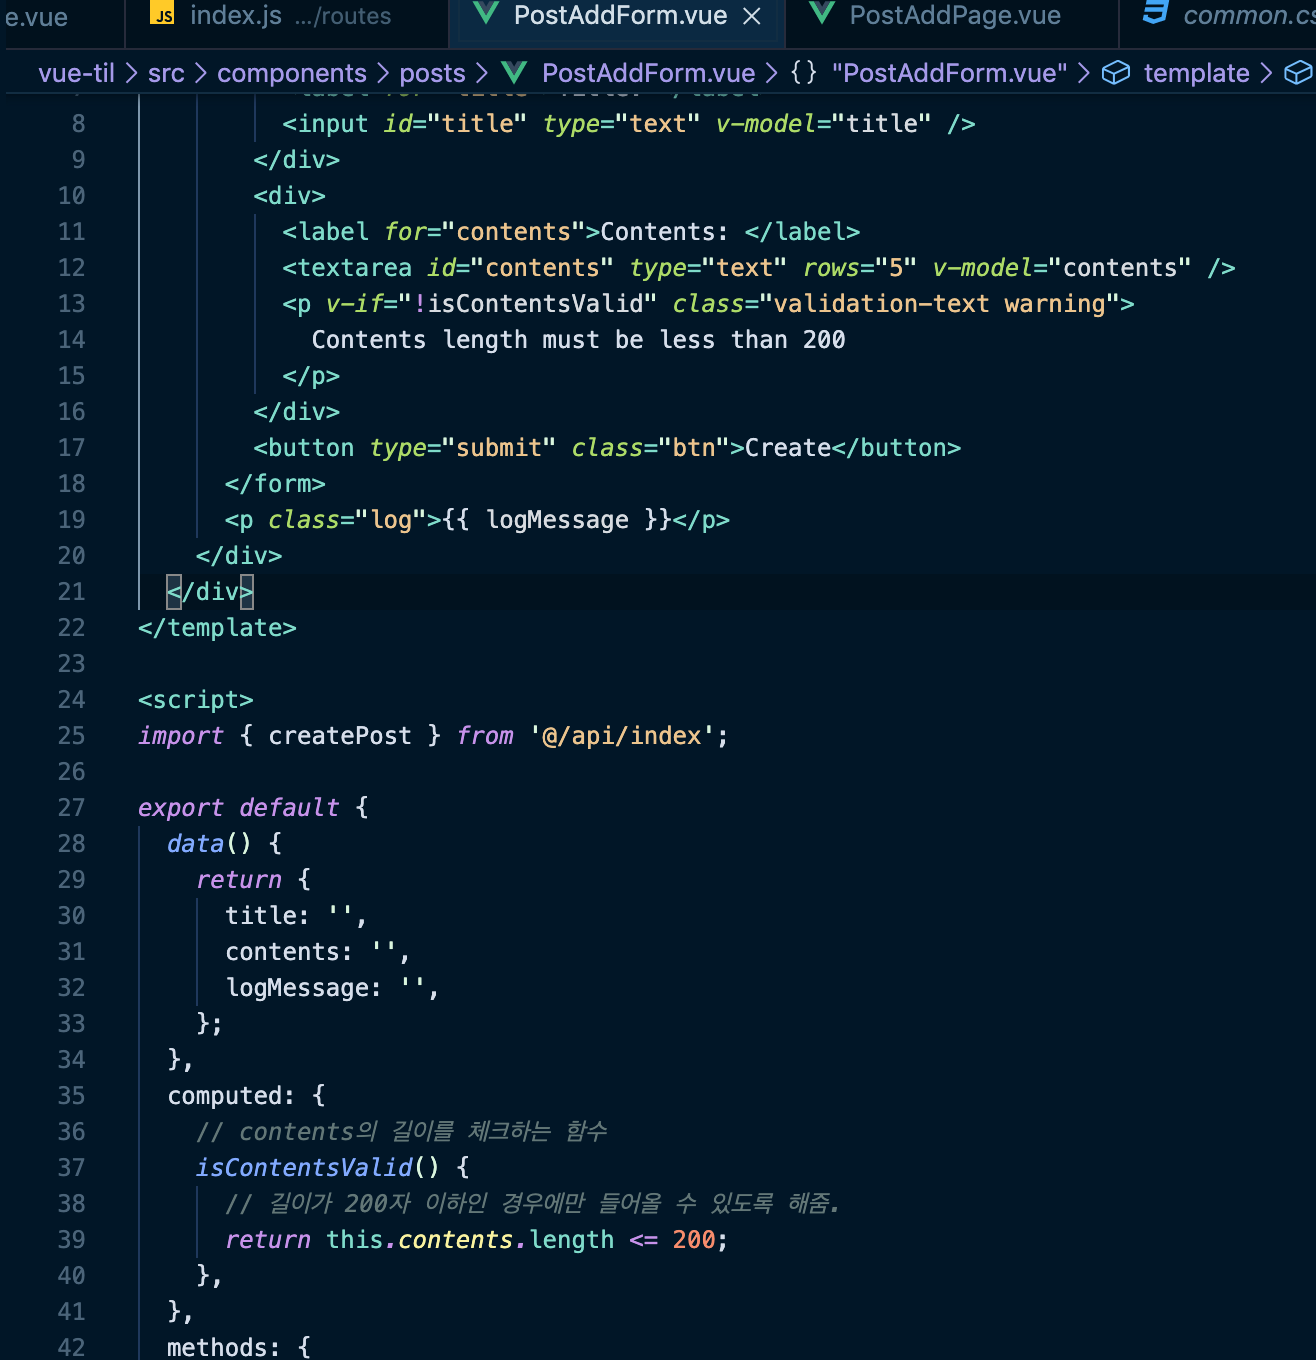 e.vue JS index.js .../routes PostAddForm.vue PostAddPage.vue common.cs
vue-til > src > components > posts > PostAddForm.vue > {} "PostAddForm.vue" > template >
8 <input id="title" type="text" v-model="title" />
9 </div>
10 <div>
11 <label for="contents">Contents: </label>
12 <textarea id="contents" type="text" rows="5" v-model="contents" />
13 <p v-if="!isContentsValid" class="validation-text warning">
14 Contents length must be less than 200
15 </p>
16 </div>
17 <button type="submit" class="btn">Create</button>
18 </form>
19 <p class="log">{{ logMessage }}</p>
20 </div>
21 </div>
22 </template>
23
24 <script>
25 import { createPost } from '@/api/index';
26
27 export default {
28 data() {
29 return {
30 title: '',
31 contents: '',
32 logMessage: '',
33 };
34 },
35 computed: {
36 // contents의 길이를 체크하는 함수
37 isContentsValid() {
38 // 길이가 200자 이하인 경우에만 들어올 수 있도록 해줌.
39 return this.contents.length <= 200;
40 },
41 },
42 methods: {